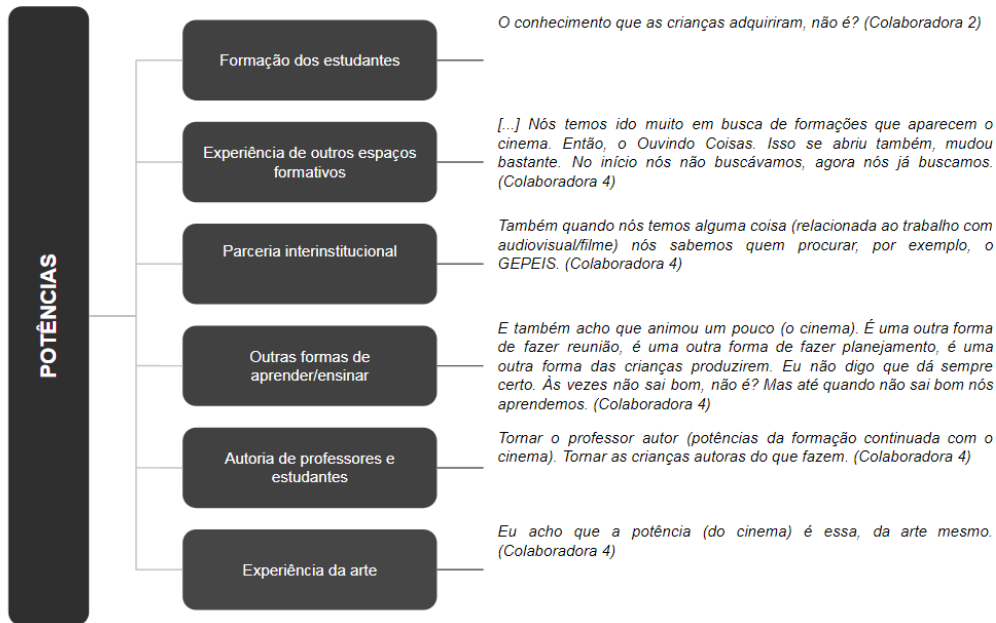 POTÊNCIAS
Formação dos estudantes
O conhecimento que as crianças adquiriram, não é? (Colaboradora 2)
Experiência de outros espaços
formativos
[...] Nós temos ido muito em busca de formações que aparecem o
cinema. Então, o Ouvindo Coisas. Isso se abriu também, mudou
bastante. No início nós não buscávamos, agora nós já buscamos.
(Colaboradora 4)
Parceria interinstitucional
Também quando nós temos alguma coisa (relacionada ao trabalho com
audiovisual/filme) nós sabemos quem procurar, por exemplo, o
GEPEIS. (Colaboradora 4)
Outras formas de
aprender/ensinar
E também acho que animou um pouco (o cinema). É uma outra forma
de fazer reunião, é uma outra forma de fazer planejamento, é uma
outra forma das crianças produzirem. Eu não digo que dá sempre
certo. Às vezes não sai bom, não é? Mas até quando não sai bom nós
aprendemos. (Colaboradora 4)
Autoria de professores e
estudantes
Tornar o professor autor (potências da formação continuada com o
cinema). Tornar as crianças autoras do que fazem. (Colaboradora 4)
Experiência da arte
Eu acho que a potência (do cinema) é essa, da arte mesmo.
(Colaboradora 4)